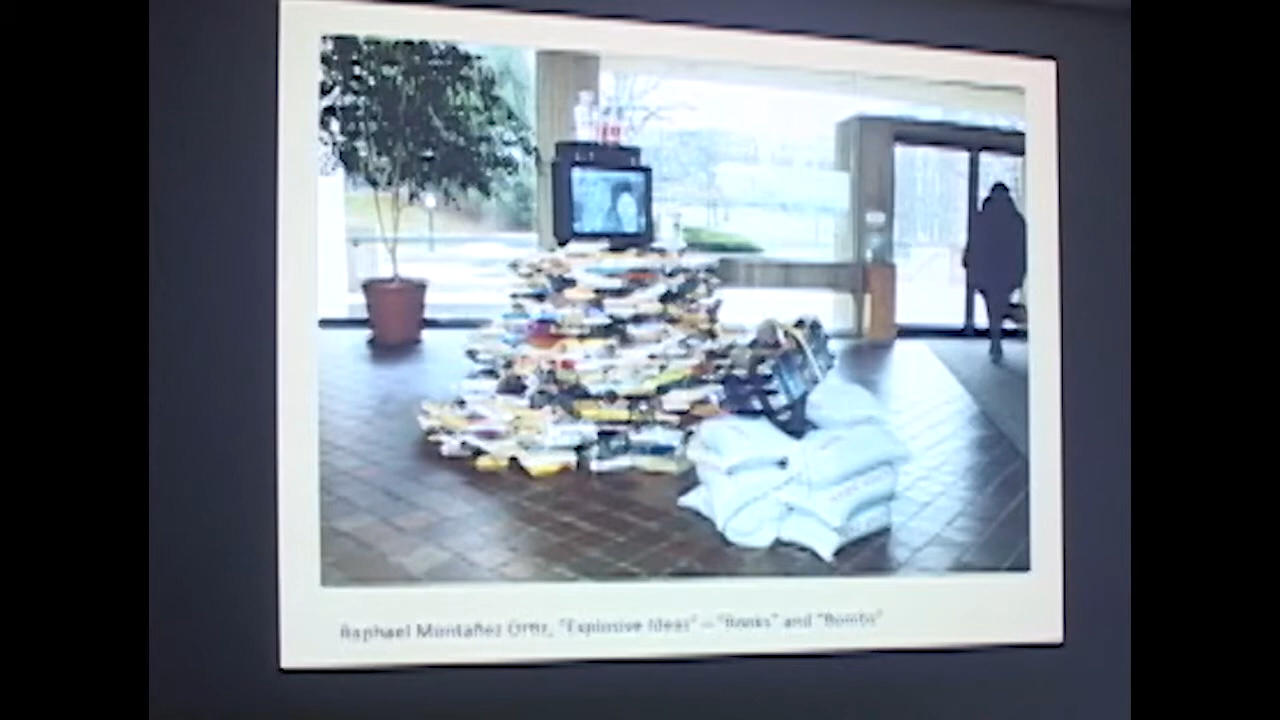 Raphael Montañez Ortiz, "Explosive Ideas" – "Books" and "Bombs"